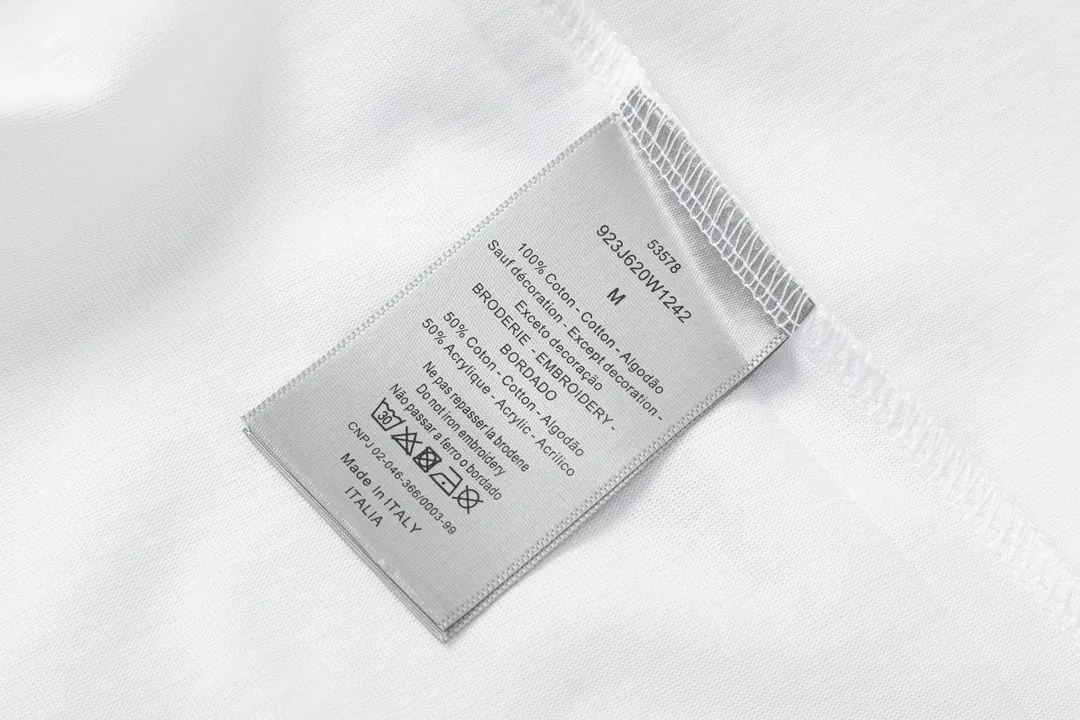 53578
923J620W1242
M
100% Coton - Cotton - Algodão
Sauf décoration - Except decoration -
Exceto decoração
BRODERIE - EMBROIDERY -
BORDADO
50% Coton - Cotton - Algodão
50% Acrylique - Acrylic - Acrilico
Ne pas repasser la brodene
Do not iron embroidery
Não passar a ferro o bordado
30
CNPJ 02-046-366/0003-99
Made In ITALY
ITALIA